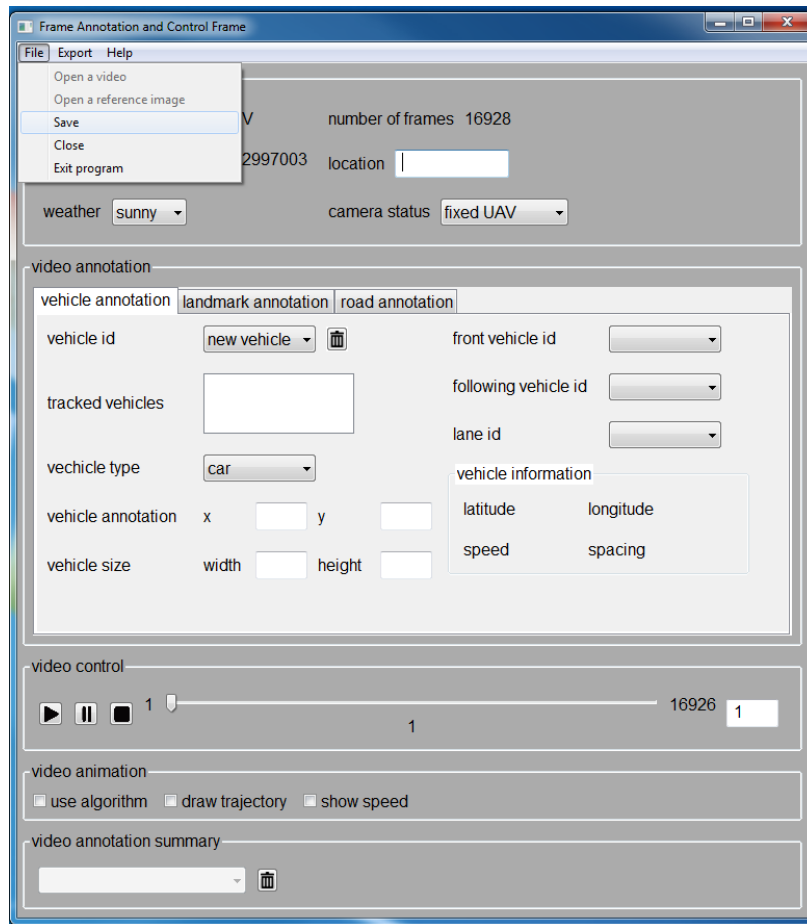 Frame Annotation and Control Frame
File Export Help
Open a video
Open a reference image
Save
Close
Exit program
V number of frames 16928
2997003 location
weather sunny camera status fixed UAV
video annotation
vehicle annotation landmark annotation road annotation
vehicle id new vehicle front vehicle id
following vehicle id
tracked vehicles
lane id
vechicle type car
vehicle information
latitude longitude
vehicle annotation x y
speed spacing
vehicle size width height
video control
1 16926 1
1
video animation
use algorithm draw trajectory show speed
video annotation summary